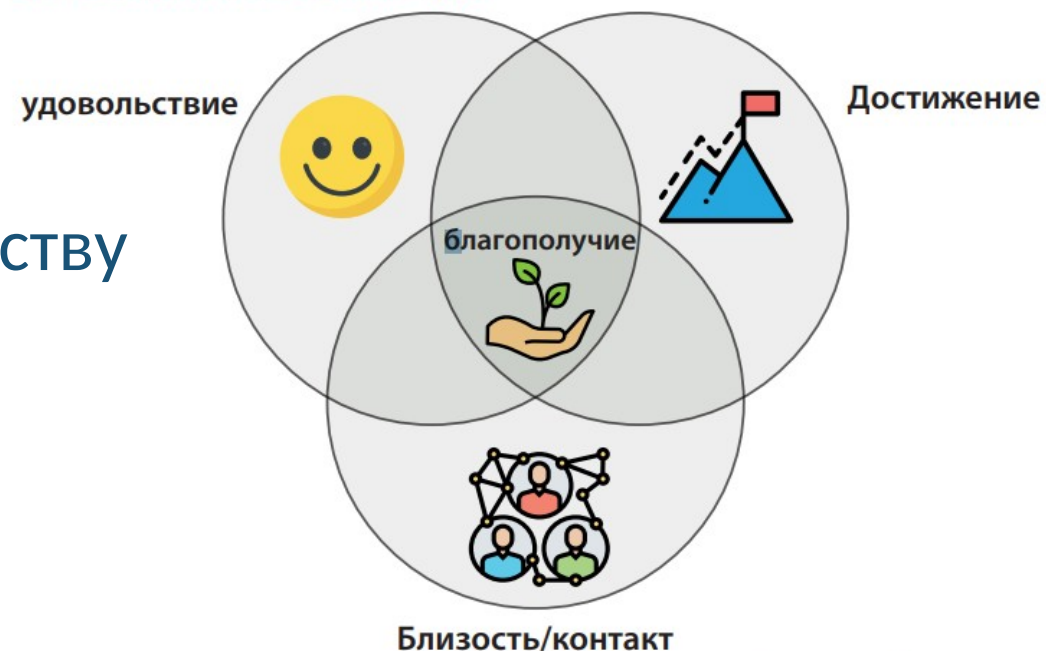 удовольствие
Достижение
ству
благополучие
Близость/контакт